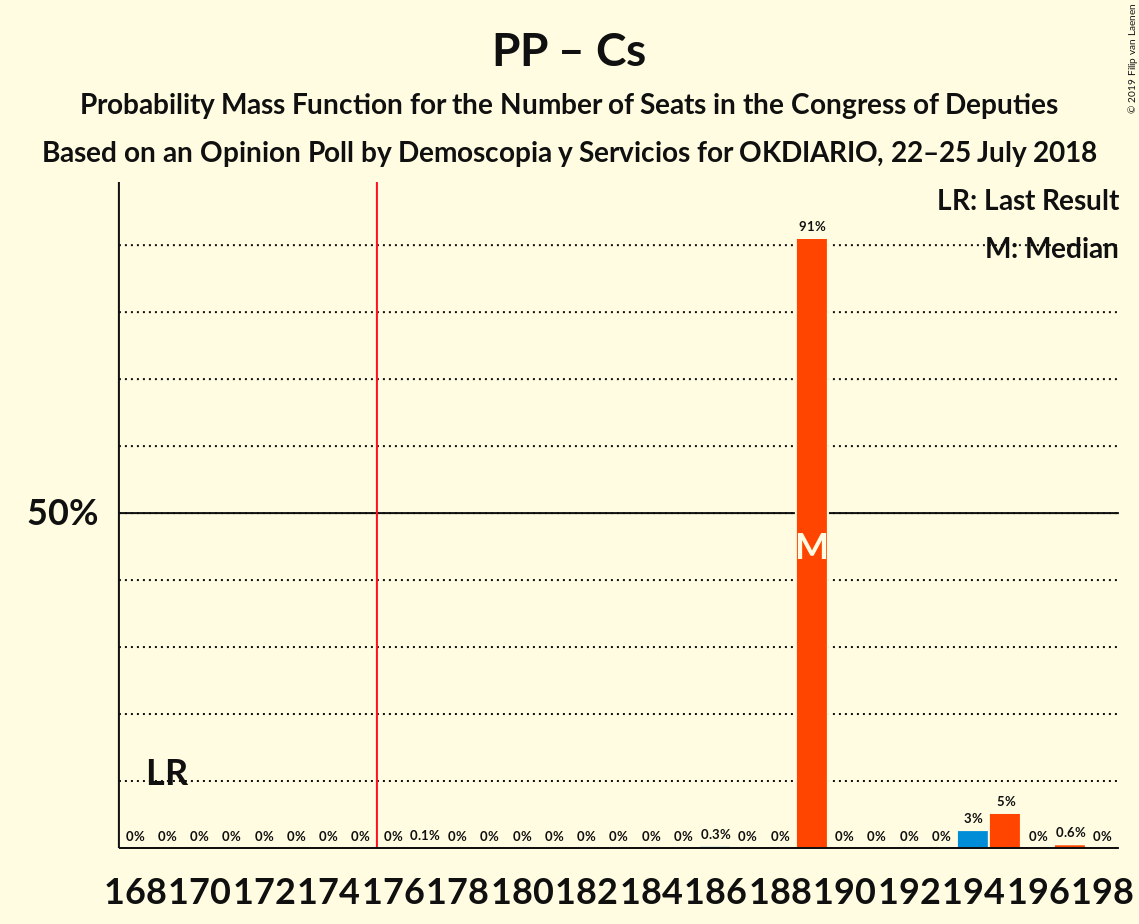 PP – Cs
Probability Mass Function for the Number of Seats in the Congress of Deputies
Based on an Opinion Poll by Demoscopia y Servicios for OKDIARIO, 22–25 July 2018
© 2019 Filip van Laenen
LR: Last Result
M: Median
91%
50%
M
LR
0% 0% 0% 0% 0% 0% 0% 0% 0% 0.1% 0% 0% 0% 0% 0% 0% 0% 0% 0.3% 0% 0% 0% 0% 0% 0% 3% 5% 0% 0.6% 0%
168 170 172 174 176 178 180 182 184 186 188 190 192 194 196 198